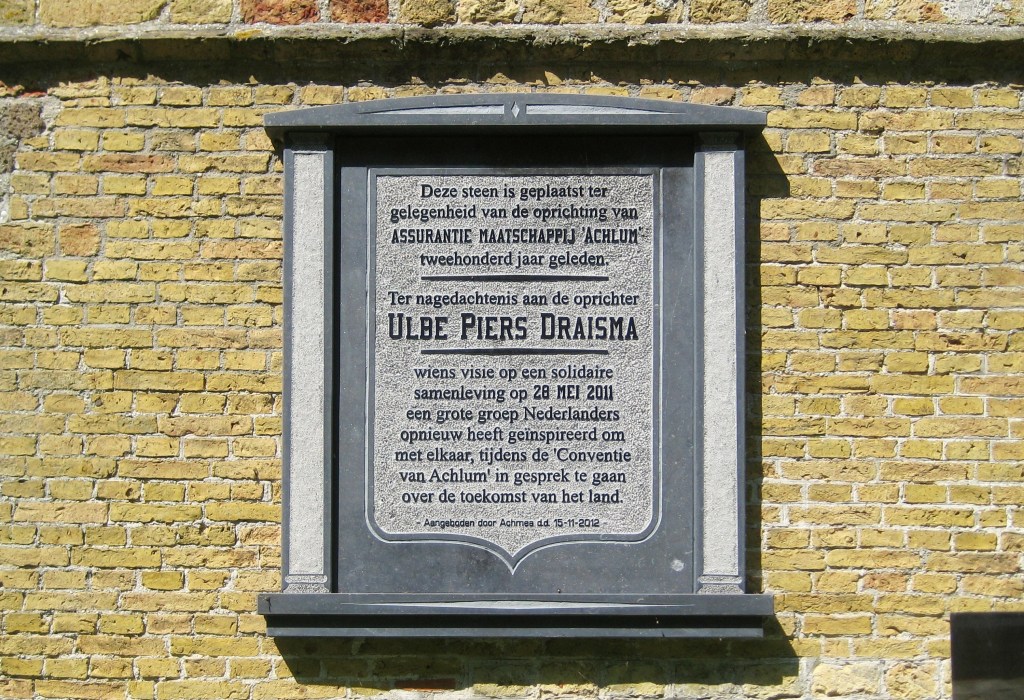 Deze steen is geplaatst ter
gelegenheid van de oprichting van
ASSURANTIE MAATSCHAPPIJ 'ACHLUM'
tweehonderd jaar geleden.
Ter nagedachtenis aan de oprichter
ULBE PIERS DRAISMA
wiens visie op een solidaire
samenleving op 28 MEI 2011
een grote groep Nederlanders
opnieuw heeft geïnspireerd om
met elkaar, tijdens de 'Conventie
van Achlum' in gesprek te gaan
over de toekomst van het land.
- Aangeboden door Achmea d.d. 15-11-2012 -